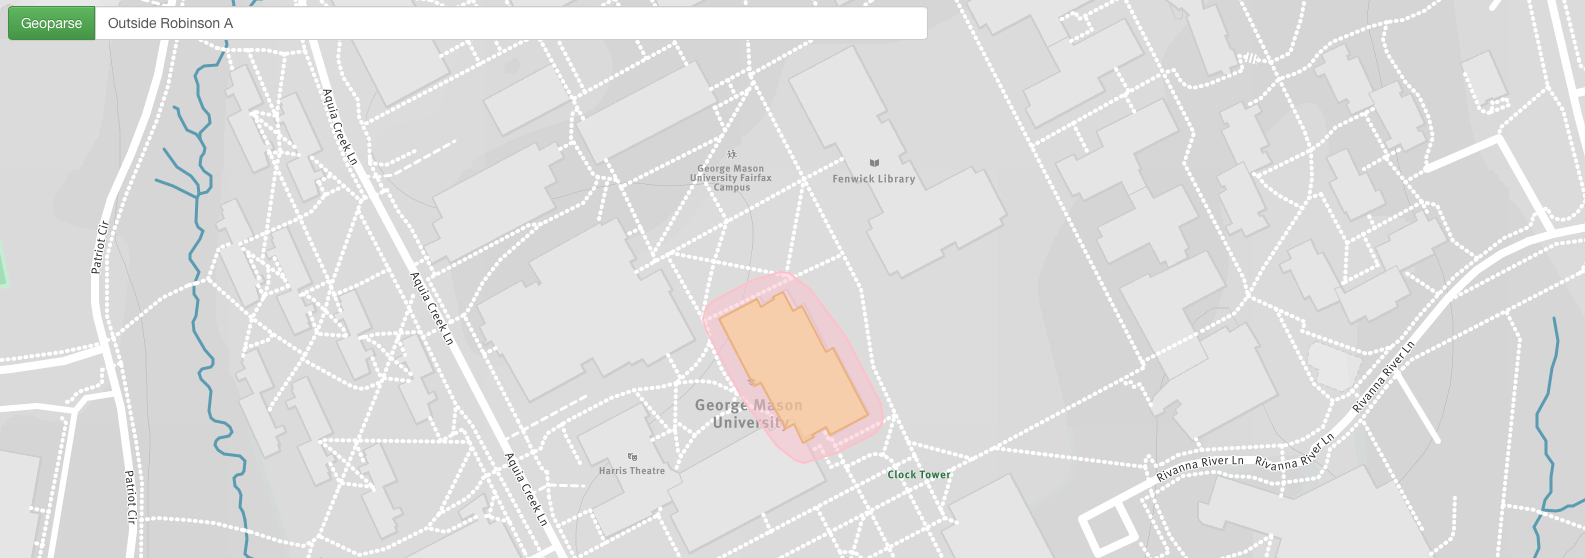 Geoparse
Outside Robinson A
Aquia Creek Ln
George Mason
University Fairfax
Campus
Fenwick Library
Patriot Cir
Aquia Creek Ln
Rivanna River Ln
George Mason
University
Harris Theatre
Clock Tower
Rivanna River Ln
Rivanna River Ln
Aquia Creek Ln
Patriot Cir